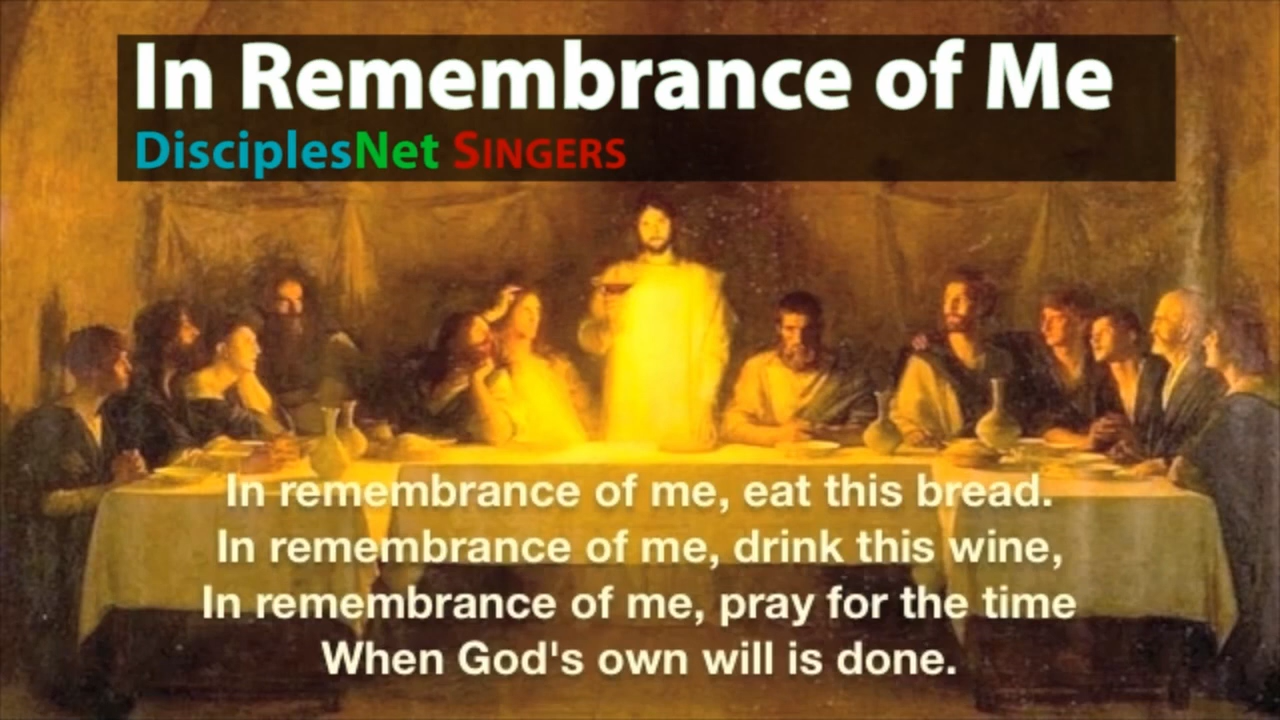 In Remembrance of Me
DisciplesNet SINGERS
In remembrance of me, eat this bread.
In remembrance of me, drink this wine,
In remembrance of me, pray for the time
When God's own will is done.